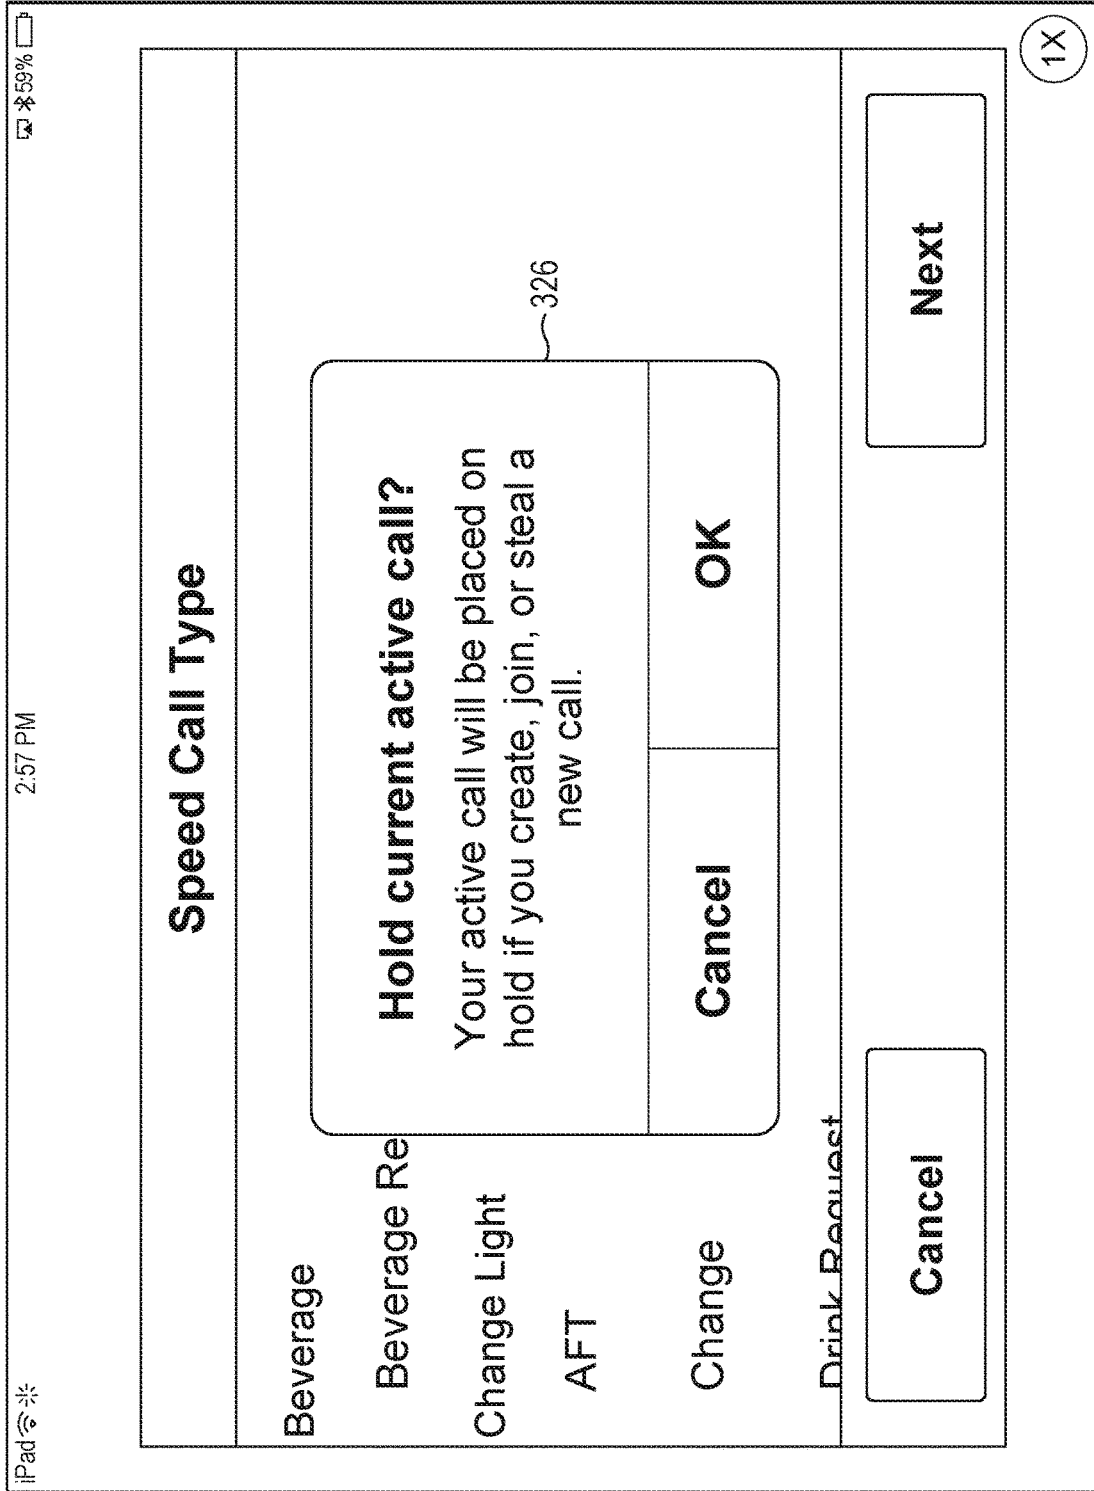 iPad 2:57 PM 59%
Speed Call Type
Beverage
Beverage Re
Change Light
AFT
Change
Drink Request
Hold current active call?
Your active call will be placed on
hold if you create, join, or steal a
new call.
Cancel OK
326
Cancel Next
1X